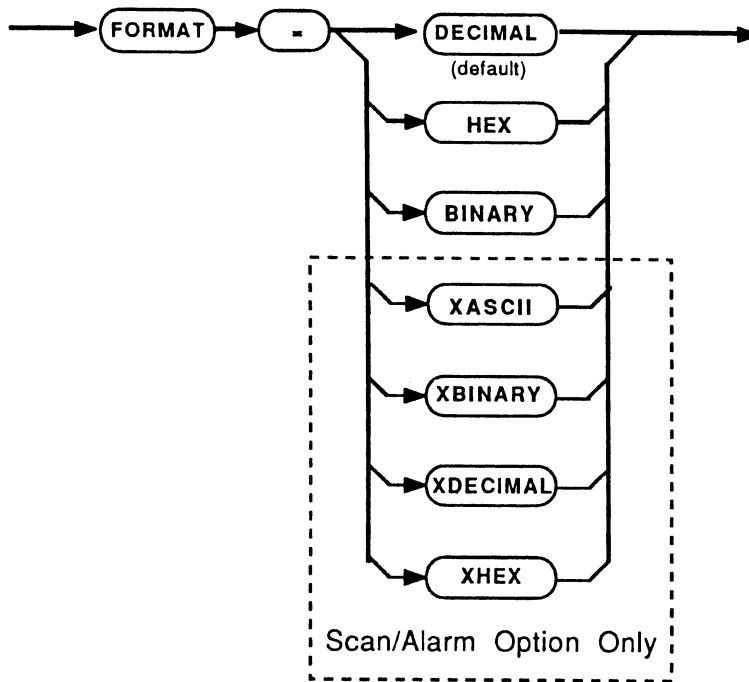 FORMAT = DECIMAL
(default)
HEX
BINARY
XASCII
XBINARY
XDECIMAL
XHEX
Scan/Alarm Option Only